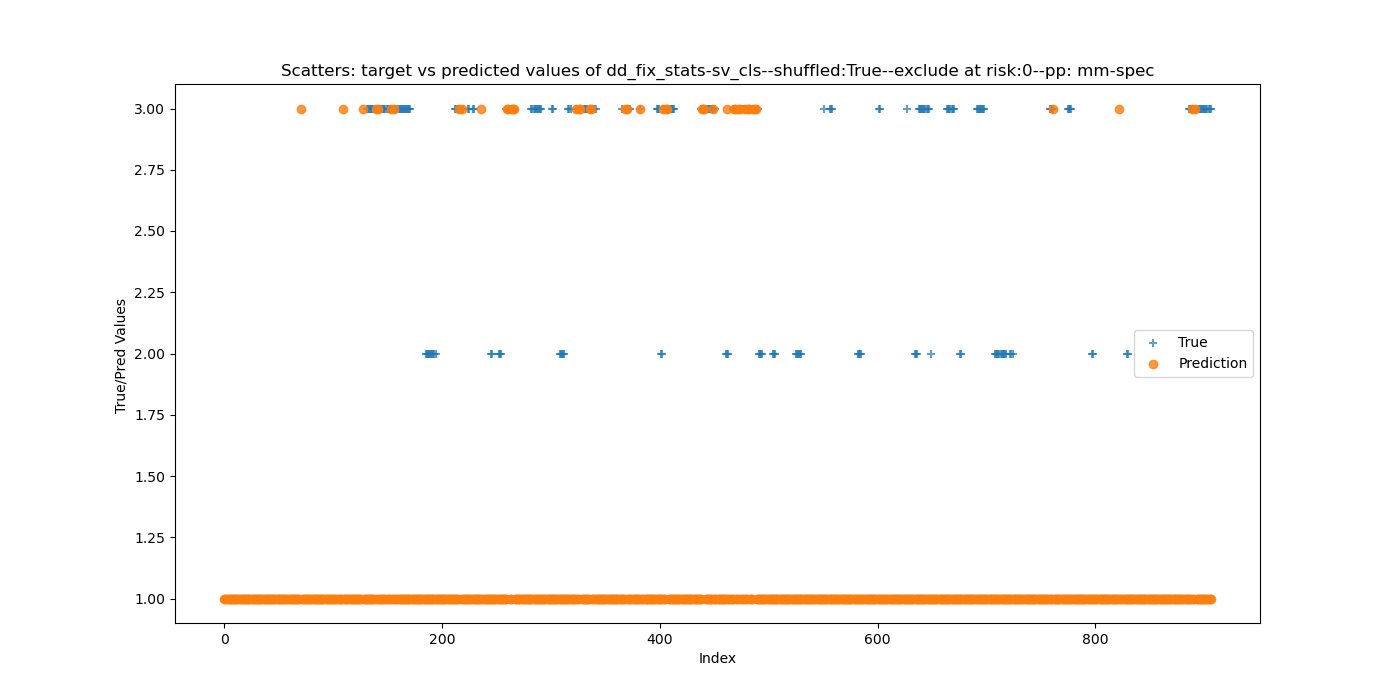 Scatters: target vs predicted values of dd_fix_stats-sv_cls--shuffled:True--exclude at risk:0--pp: mm-spec
3.00
2.75
2.50
2.25
2.00
1.75
1.50
1.25
1.00
True/Pred Values
True
Prediction
0 200 400 600 800
Index